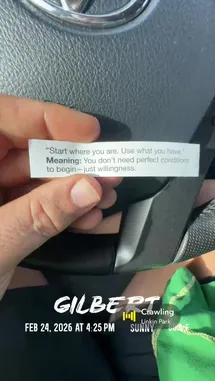 "Start where you are. Use what you have."
Meaning: You don't need perfect conditions
to begin—just willingness.
GILBERT
Crawling
Linkin Park
FEB 24, 2026 AT 4:25 PM
SUNNY